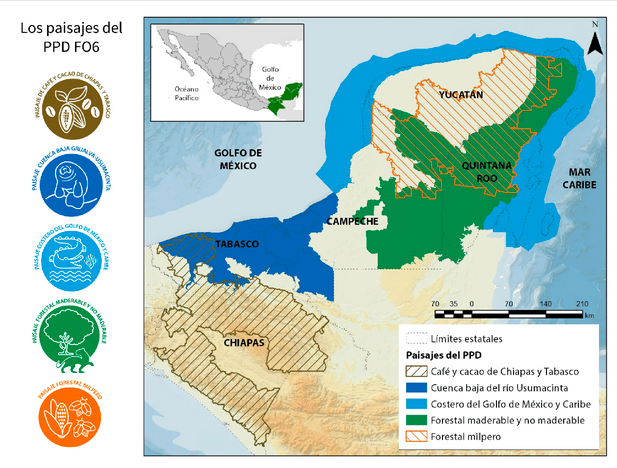 Los paisajes del
PPD FO6
PAISAJE DE CAFÉ Y CACAO DE CHIAPAS Y TABASCO
PAISAJE CUENCA BAJA GRIJALVA-USUMACINTA
PAISAJE COSTERO DEL GOLFO DE MÉXICO Y CARIBE
PAISAJE FORESTAL MADERABLE Y NO MADERABLE
PAISAJE FORESTAL MILPERO
Océano
Pacífico
Golfo
de
México
N
GOLFO DE
MÉXICO
YUCATÁN
QUINTANA
ROO
MAR
CARIBE
CAMPECHE
TABASCO
CHIAPAS
70 35 0 70 140 210
km
Límites estatales
Paisajes del PPD
Café y cacao de Chiapas y Tabasco
Cuenca baja del río Usumacinta
Costero del Golfo de México y Caribe
Forestal maderable y no maderable
Forestal milpero